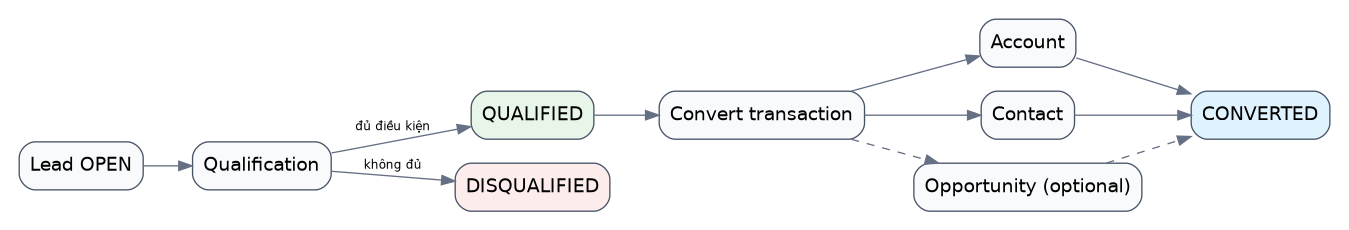 Lead OPEN
Qualification
đủ điều kiện
không đủ
QUALIFIED
DISQUALIFIED
Convert transaction
Account
Contact
Opportunity (optional)
CONVERTED